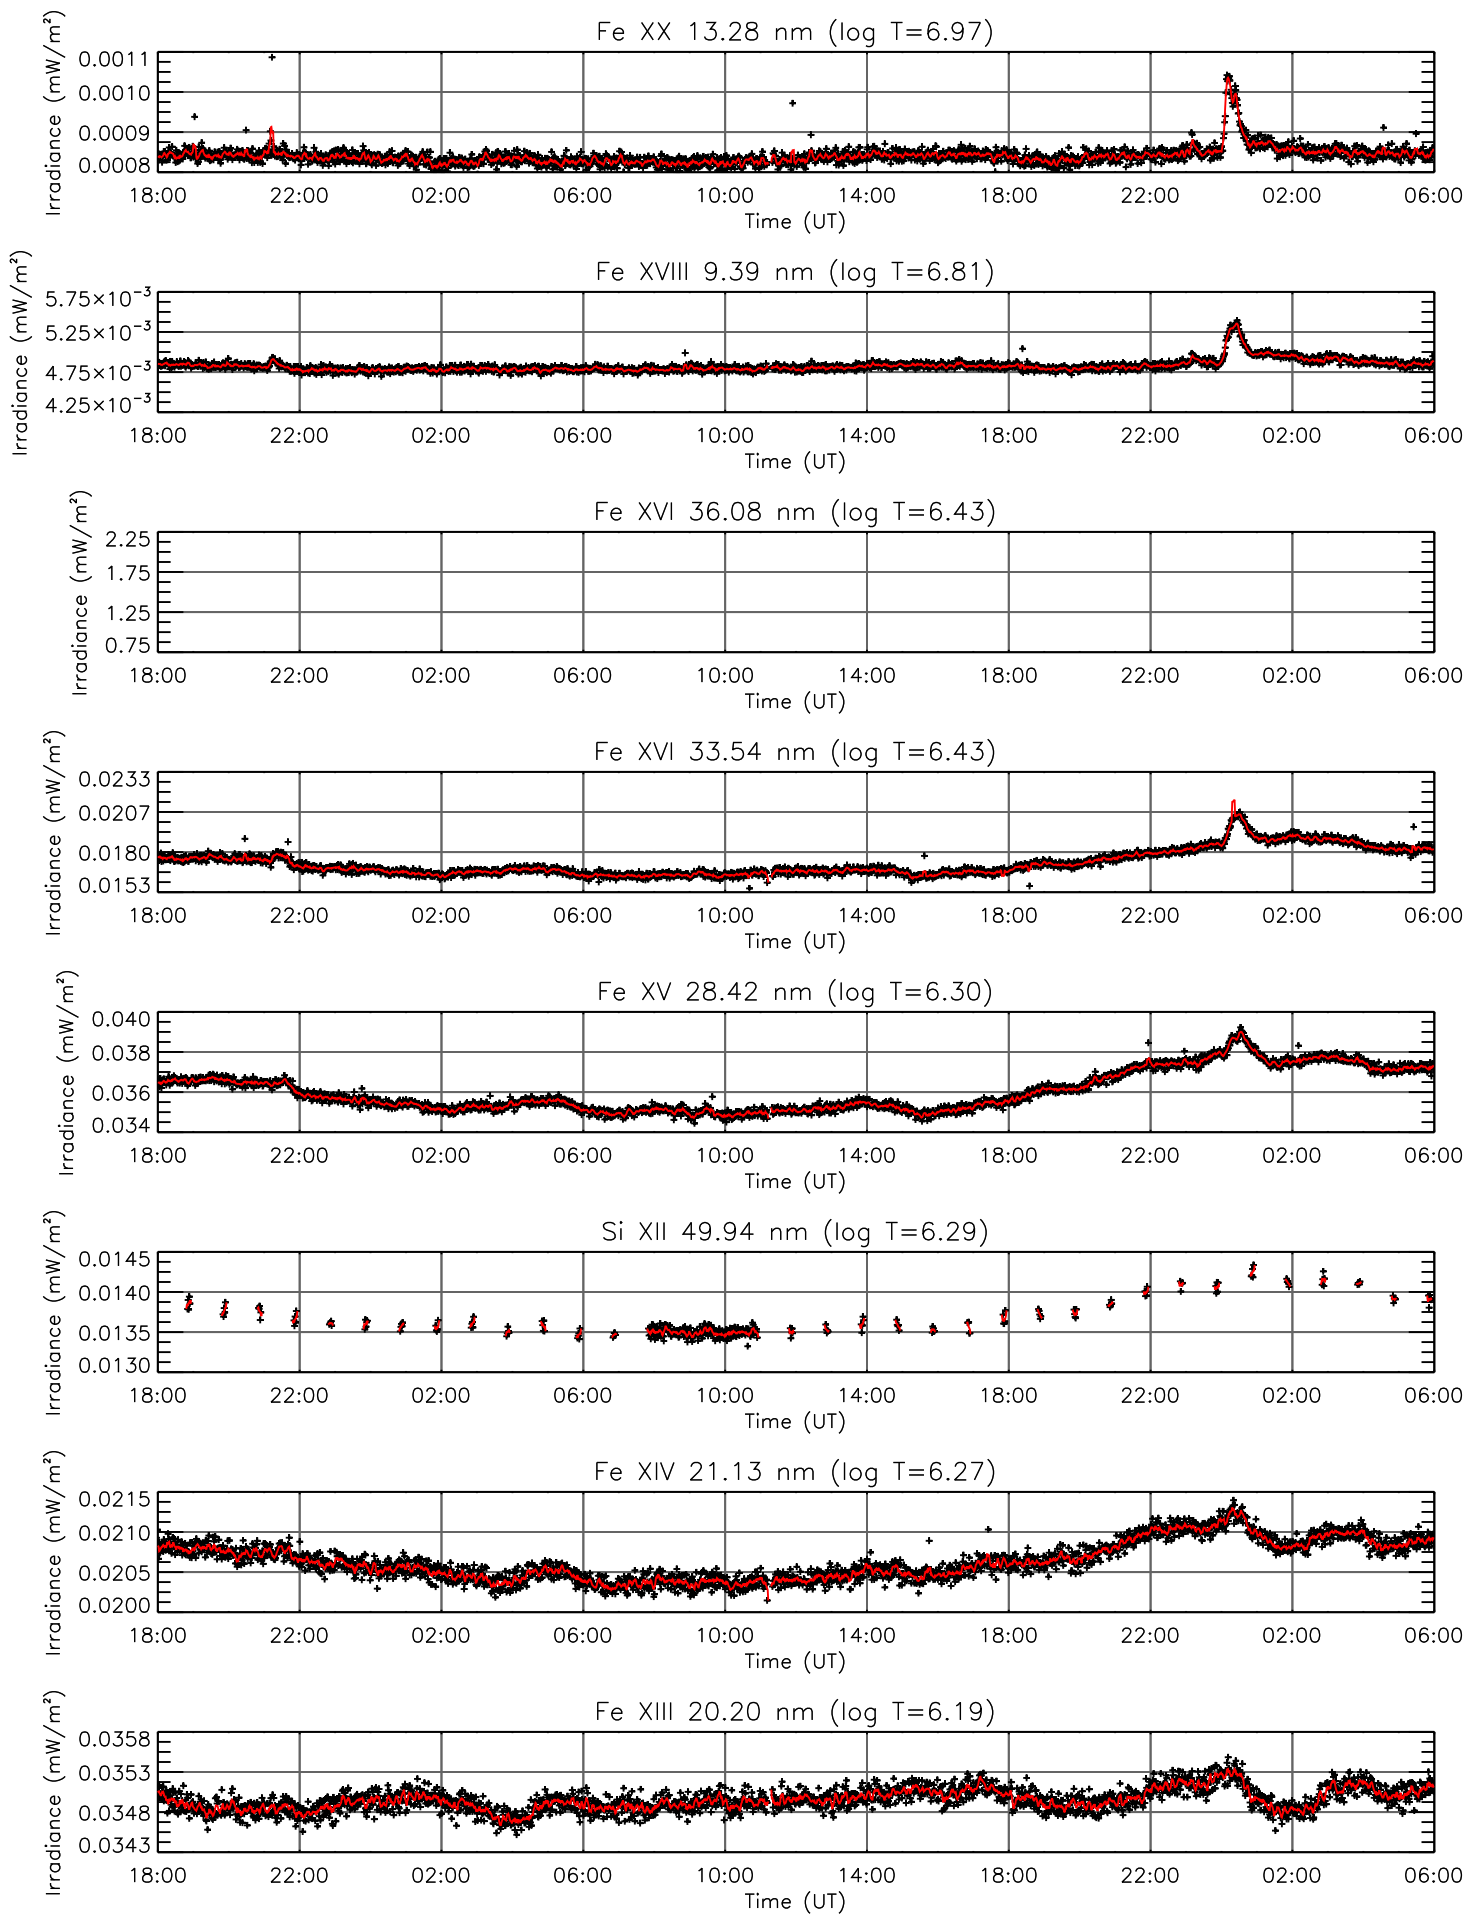 Fe XX 13.28 nm (log T=6.97)
Irradiance (mW/m²)
0.0011
0.0010
0.0009
0.0008
18:00 22:00 02:00 06:00 10:00 14:00 18:00 22:00 02:00 06:00
Time (UT)
Fe XVIII 9.39 nm (log T=6.81)
Irradiance (mW/m²)
5.75×10⁻³
5.25×10⁻³
4.75×10⁻³
4.25×10⁻³
18:00 22:00 02:00 06:00 10:00 14:00 18:00 22:00 02:00 06:00
Time (UT)
Fe XVI 36.08 nm (log T=6.43)
Irradiance (mW/m²)
2.25
1.75
1.25
0.75
18:00 22:00 02:00 06:00 10:00 14:00 18:00 22:00 02:00 06:00
Time (UT)
Fe XVI 33.54 nm (log T=6.43)
Irradiance (mW/m²)
0.0233
0.0207
0.0180
0.0153
18:00 22:00 02:00 06:00 10:00 14:00 18:00 22:00 02:00 06:00
Time (UT)
Fe XV 28.42 nm (log T=6.30)
Irradiance (mW/m²)
0.040
0.038
0.036
0.034
18:00 22:00 02:00 06:00 10:00 14:00 18:00 22:00 02:00 06:00
Time (UT)
Si XII 49.94 nm (log T=6.29)
Irradiance (mW/m²)
0.0145
0.0140
0.0135
0.0130
18:00 22:00 02:00 06:00 10:00 14:00 18:00 22:00 02:00 06:00
Time (UT)
Fe XIV 21.13 nm (log T=6.27)
Irradiance (mW/m²)
0.0215
0.0210
0.0205
0.0200
18:00 22:00 02:00 06:00 10:00 14:00 18:00 22:00 02:00 06:00
Time (UT)
Fe XIII 20.20 nm (log T=6.19)
Irradiance (mW/m²)
0.0358
0.0353
0.0348
0.0343
18:00 22:00 02:00 06:00 10:00 14:00 18:00 22:00 02:00 06:00
Time (UT)